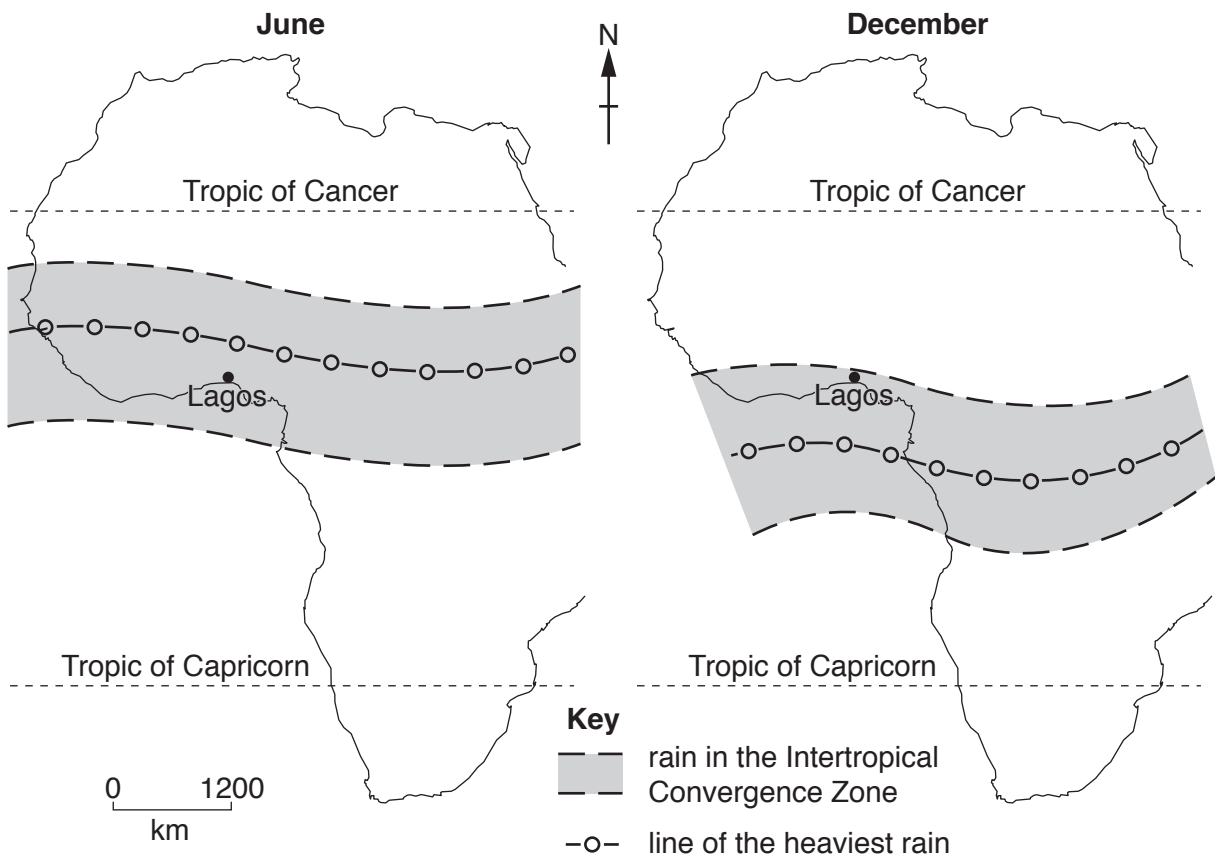 June
December
N
Tropic of Cancer
Tropic of Cancer
Lagos
Lagos
Tropic of Capricorn
Tropic of Capricorn
Key
rain in the Intertropical
Convergence Zone
line of the heaviest rain
0 1200
km